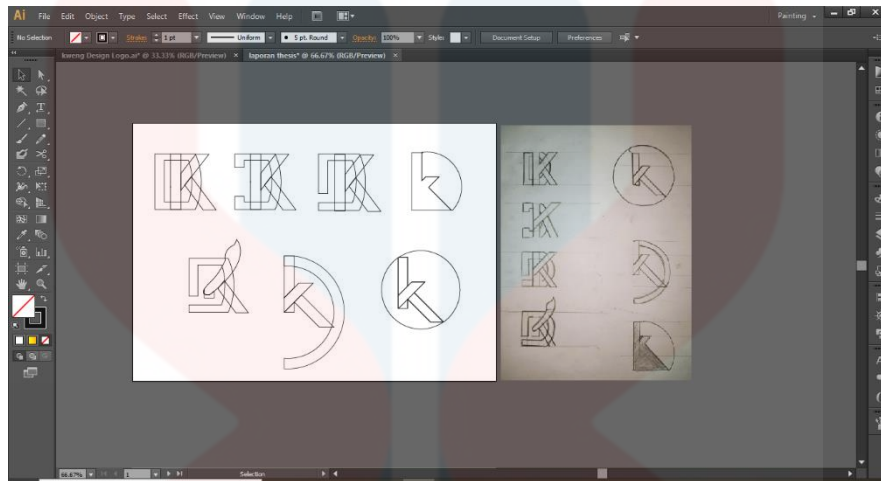 Ai File Edit Object Type Select Effect View Window Help Painting
No Selection Stroke: 1 pt Uniform 5 pt. Round Opacity: 100% Style: Document Setup Preferences
kweng Design Logo.ai* @ 33.33% (RGB/Preview) × laporan thesis* @ 66.67% (RGB/Preview) ×
66.67% 1 Selection